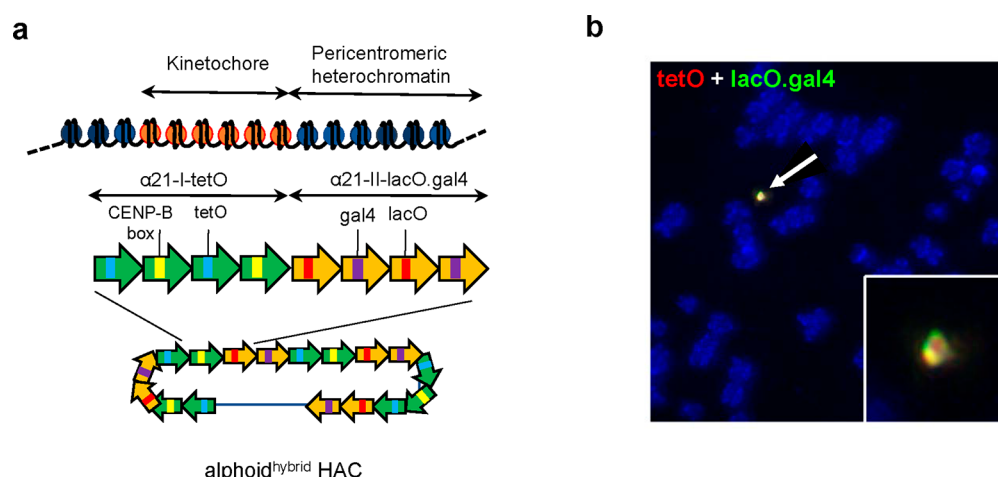 a
Kinetochore
Pericentromeric
heterochromatin
α21-I-tetO
α21-II-lacO.gal4
CENP-B
box
tetO
gal4
lacO
alphoidhybrid HAC
b
tetO + lacO.gal4